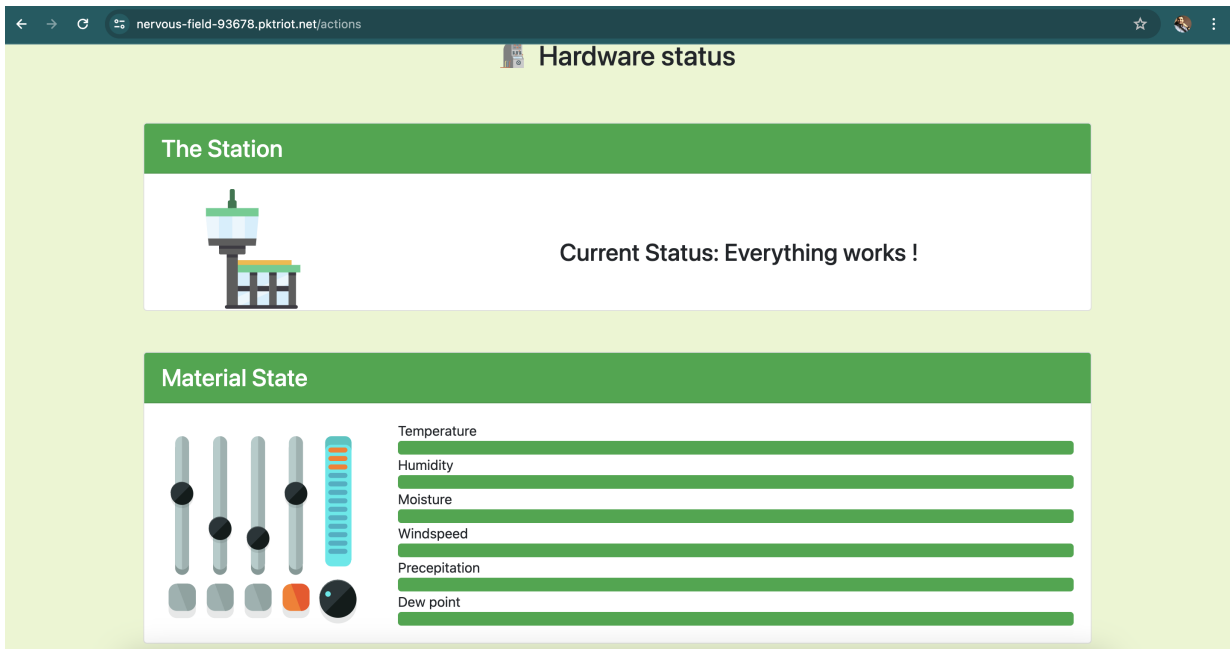 nervous-field-93678.pktriot.net/actions
Hardware status
The Station
Current Status: Everything works !
Material State
Temperature
Humidity
Moisture
Windspeed
Precepitation
Dew point